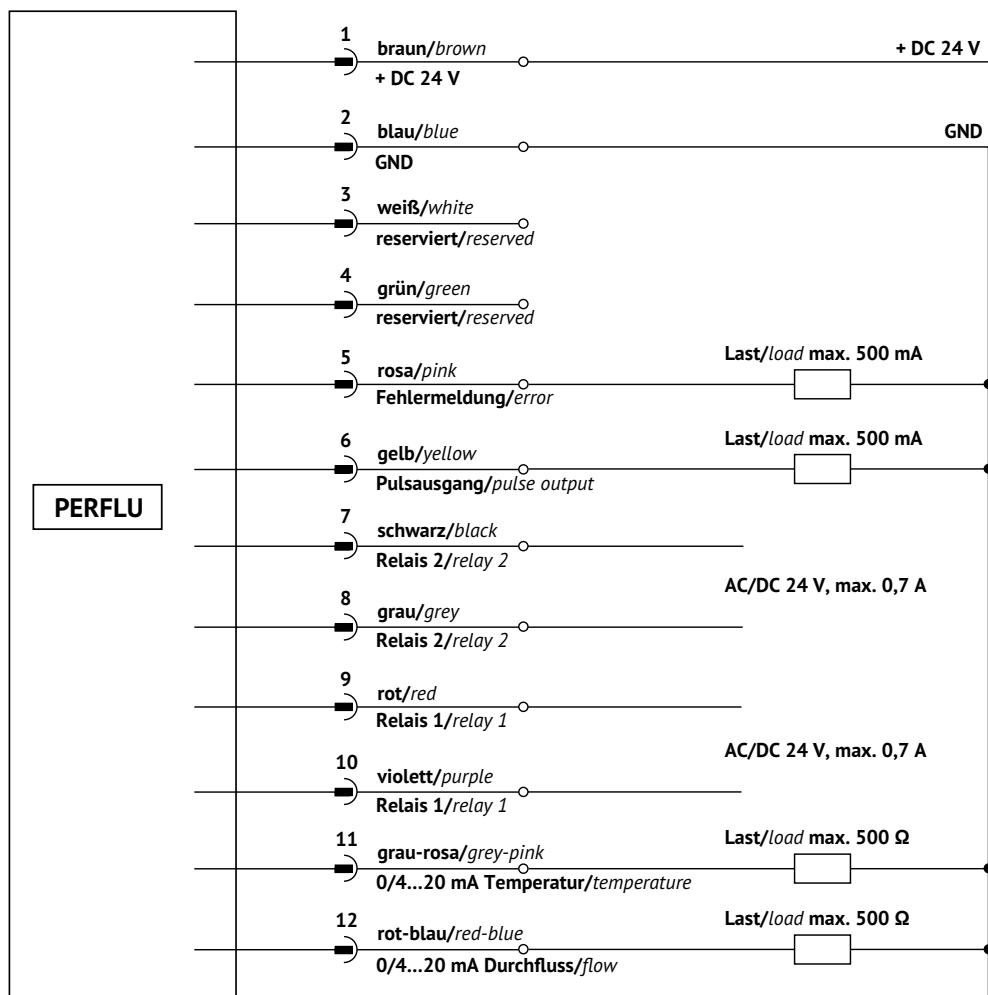 1
braun/brown
+ DC 24 V
+ DC 24 V
2
blau/blue
GND
GND
3
weiß/white
reserviert/reserved
4
grün/green
reserviert/reserved
5
rosa/pink
Last/load max. 500 mA
Fehlermeldung/error
6
gelb/yellow
Last/load max. 500 mA
Pulsausgang/pulse output
PERFLU
7
schwarz/black
Relais 2/relay 2
AC/DC 24 V, max. 0,7 A
8
grau/grey
Relais 2/relay 2
9
rot/red
Relais 1/relay 1
AC/DC 24 V, max. 0,7 A
10
violett/purple
Relais 1/relay 1
11
grau-rosa/grey-pink
Last/load max. 500 Ω
0/4...20 mA Temperatur/temperature
12
rot-blau/red-blue
Last/load max. 500 Ω
0/4...20 mA Durchfluss/flow